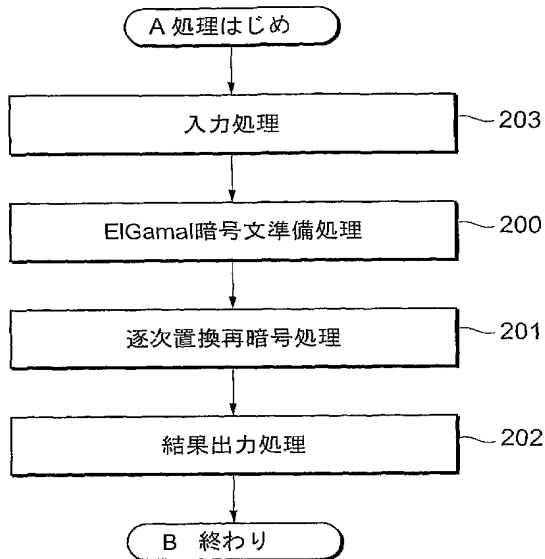 A 処理はじめ
入力処理
203
ElGamal暗号文準備処理
200
逐次置換再暗号処理
201
結果出力処理
202
B 終わり